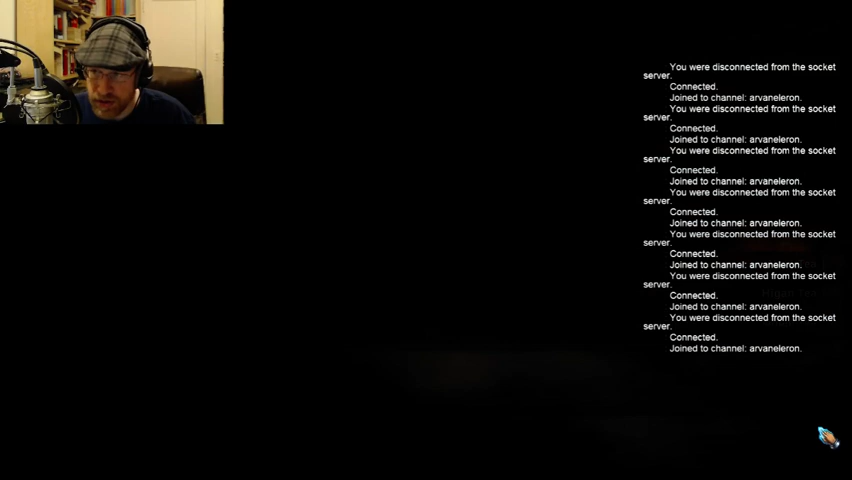 You were disconnected from the socket
server.
Connected.
Joined to channel: arvaneleron.
You were disconnected from the socket
server.
Connected.
Joined to channel: arvaneleron.
You were disconnected from the socket
server.
Connected.
Joined to channel: arvaneleron.
You were disconnected from the socket
server.
Connected.
Joined to channel: arvaneleron.
You were disconnected from the socket
server.
Connected.
Joined to channel: arvaneleron.
You were disconnected from the socket
server.
Connected.
Joined to channel: arvaneleron.
You were disconnected from the socket
server.
Connected.
Joined to channel: arvaneleron.